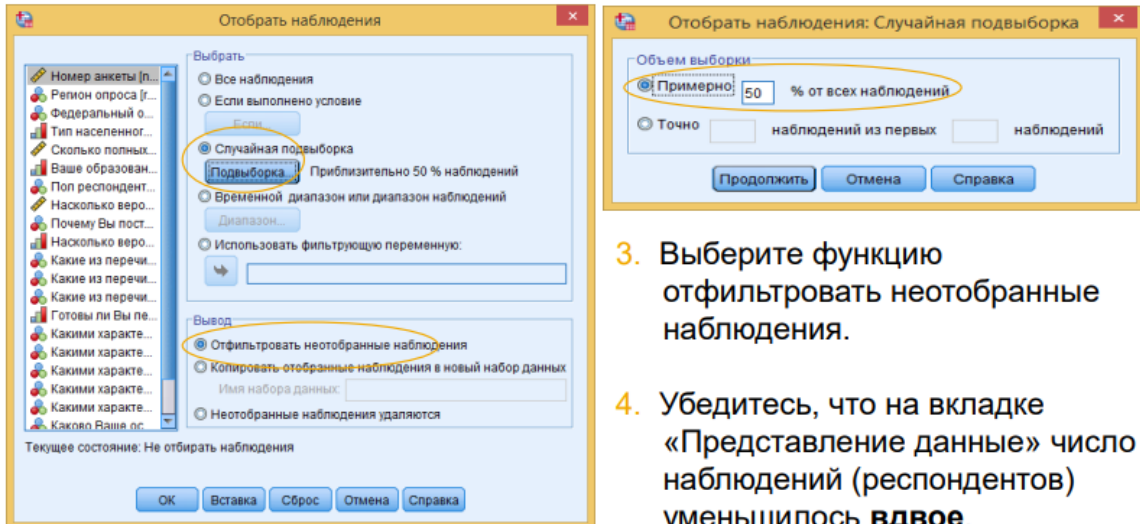 Отобрать наблюдения
Номер анкеты [n...
Регион опроса [r...
Федеральный о...
Тип населенног...
Сколько полных...
Ваше образован...
Пол респондент...
Насколько веро...
Почему Вы пост...
Насколько веро...
Какие из перечи...
Какие из перечи...
Какие из перечи...
Готовы ли Вы пе...
Какими характе...
Какими характе...
Какими характе...
Какими характе...
Какими характе...
Каково Ваше ос...
Выбрать
Все наблюдения
Если выполнено условие
Если...
Случайная подвыборка
Подвыборка... Приблизительно 50 % наблюдений
Временной диапазон или диапазон наблюдений
Диапазон...
Использовать фильтрующую переменную:
Вывод
Отфильтровать неотобранные наблюдения
Копировать отобранные наблюдения в новый набор данных
Имя набора данных:
Неотобранные наблюдения удаляются
Текущее состояние: Не отбирать наблюдения
ОК Вставка Сброс Отмена Справка
Отобрать наблюдения: Случайная подвыборка
Объем выборки
Примерно 50 % от всех наблюдений
Точно наблюдений из первых наблюдений
Продолжить Отмена Справка
3. Выберите функцию
отфильтровать неотобранные
наблюдения.
4. Убедитесь, что на вкладке
«Представление данные» число
наблюдений (респондентов)
уменьшилось вдвое